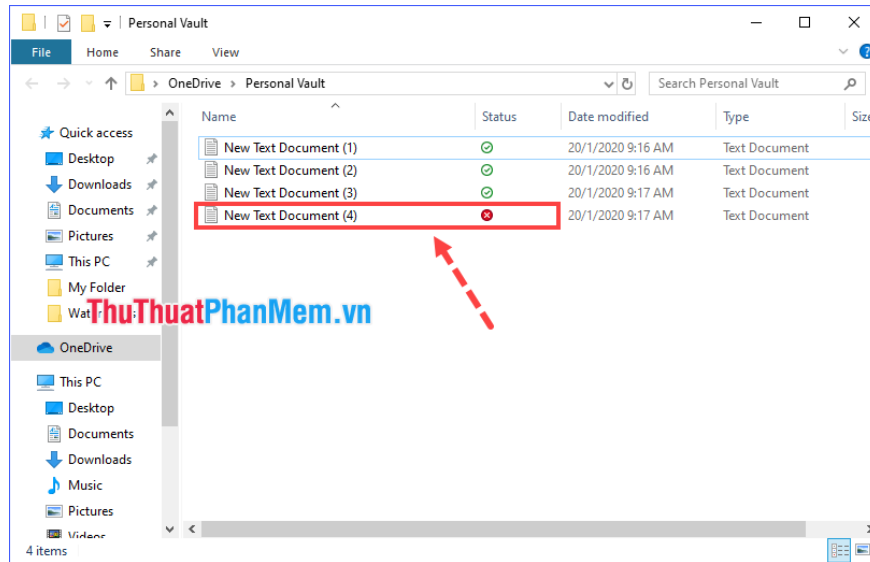 Personal Vault
File Home Share View
OneDrive › Personal Vault
Search Personal Vault
Name Status Date modified Type Size
Quick access
Desktop
Downloads
Documents
Pictures
This PC
My Folder
OneDrive
This PC
Desktop
Documents
Downloads
Music
Pictures
Videos
New Text Document (1) 20/1/2020 9:16 AM Text Document
New Text Document (2) 20/1/2020 9:16 AM Text Document
New Text Document (3) 20/1/2020 9:17 AM Text Document
New Text Document (4) 20/1/2020 9:17 AM Text Document
ThuThuatPhanMem.vn
4 items